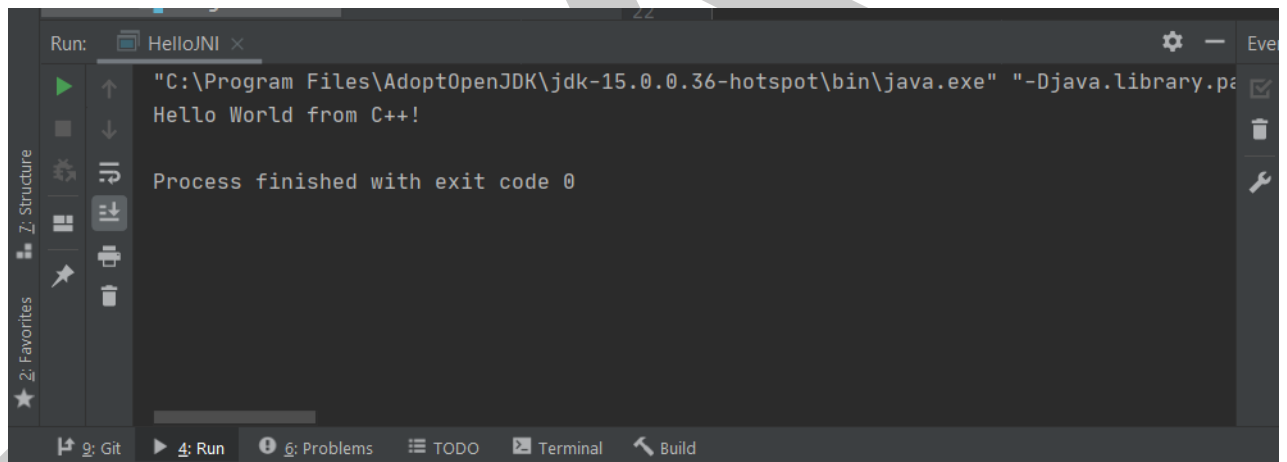 22
Run: HelloJNI Eve
"C:\Program Files\AdoptOpenJDK\jdk-15.0.0.36-hotspot\bin\java.exe" "-Djava.library.pa
Hello World from C++!
Process finished with exit code 0
7: Structure
2: Favorites
9: Git 4: Run 6: Problems TODO Terminal Build